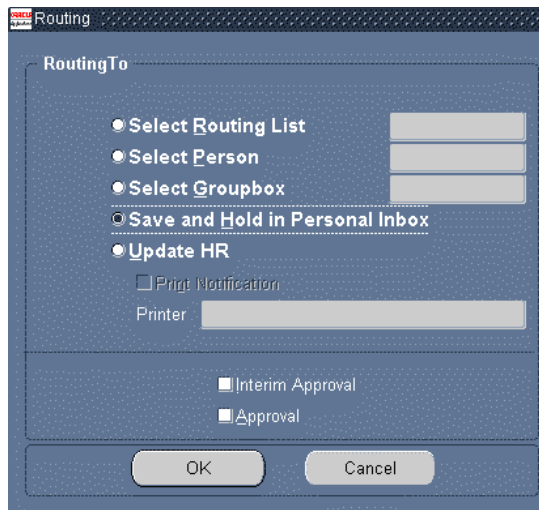 ORACLE
Routing
RoutingTo
Select Routing List
Select Person
Select Groupbox
Save and Hold in Personal Inbox
Update HR
Print Notification
Printer
Interim Approval
Approval
OK
Cancel